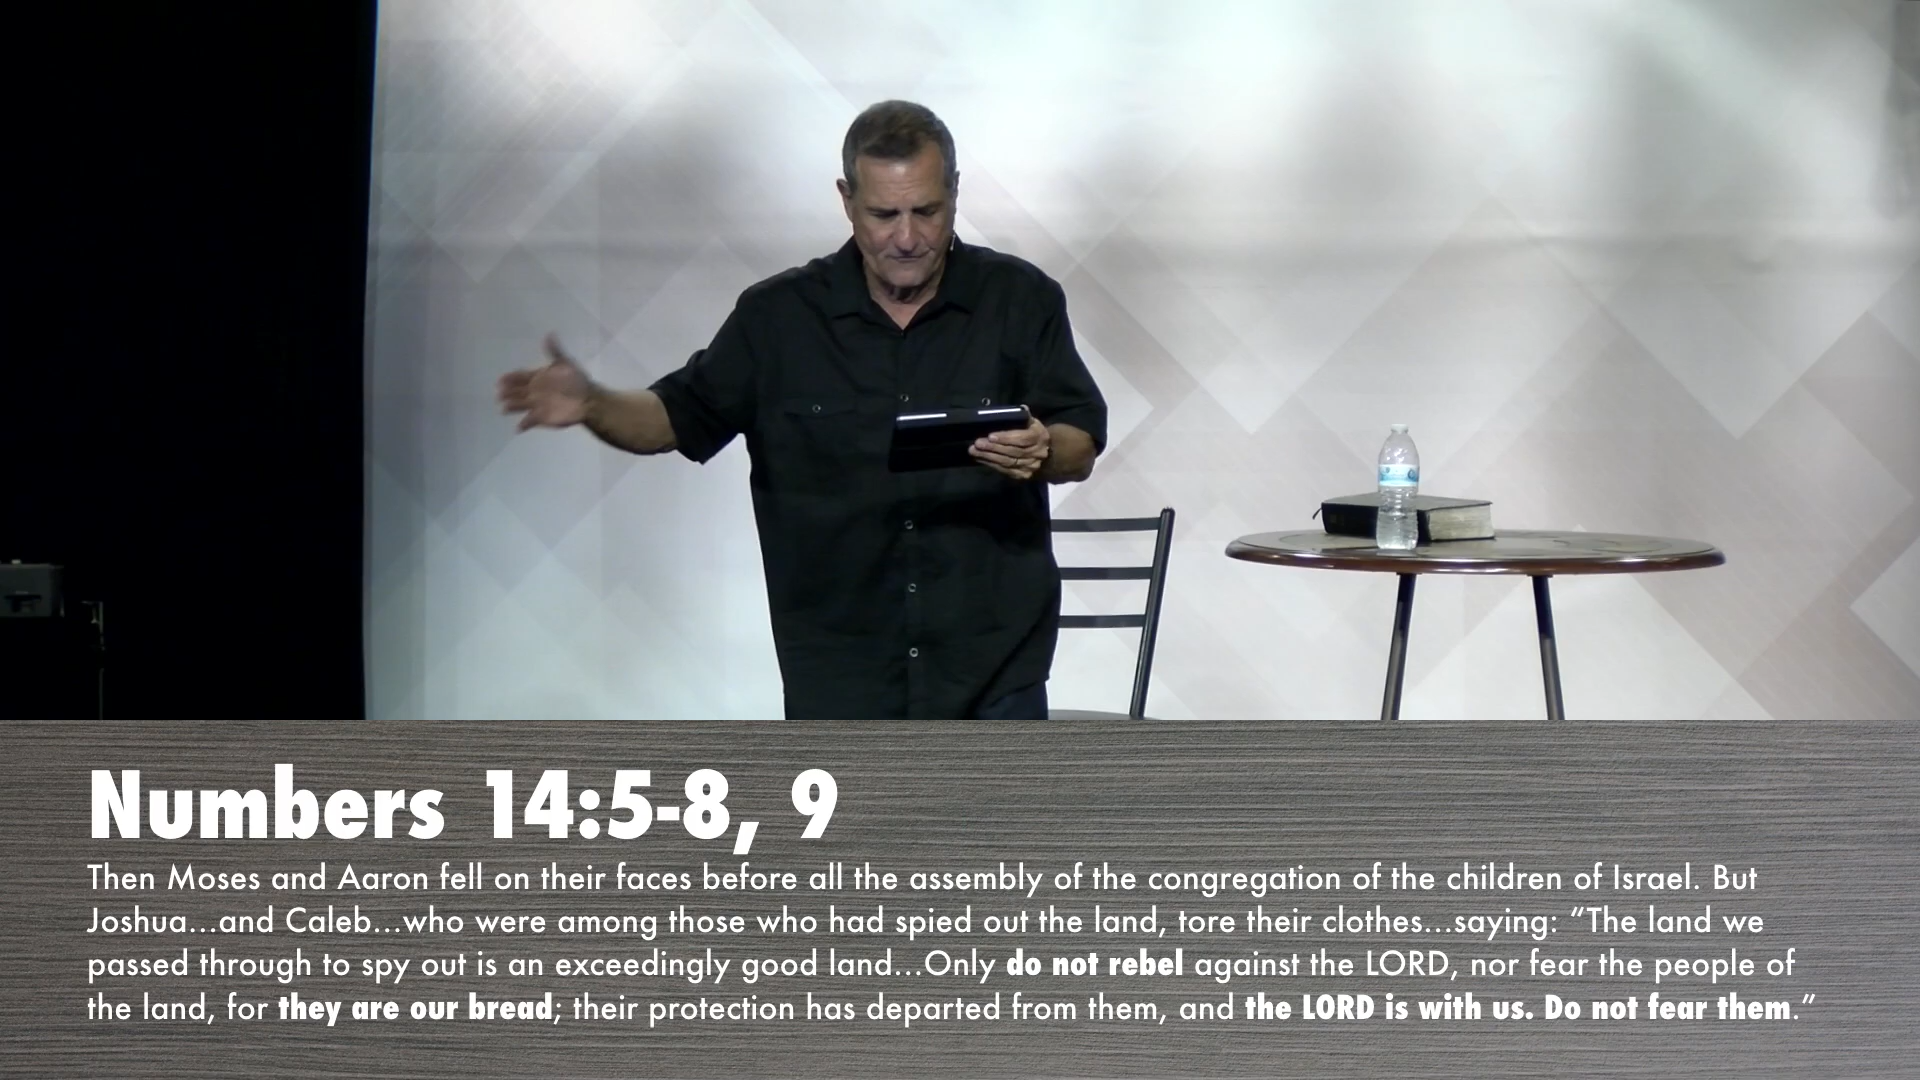 Numbers 14:5-8, 9
Then Moses and Aaron fell on their faces before all the assembly of the congregation of the children of Israel. But
Joshua...and Caleb...who were among those who had spied out the land, tore their clothes...saying: “The land we
passed through to spy out is an exceedingly good land...Only do not rebel against the LORD, nor fear the people of
the land, for they are our bread; their protection has departed from them, and the LORD is with us. Do not fear them.”